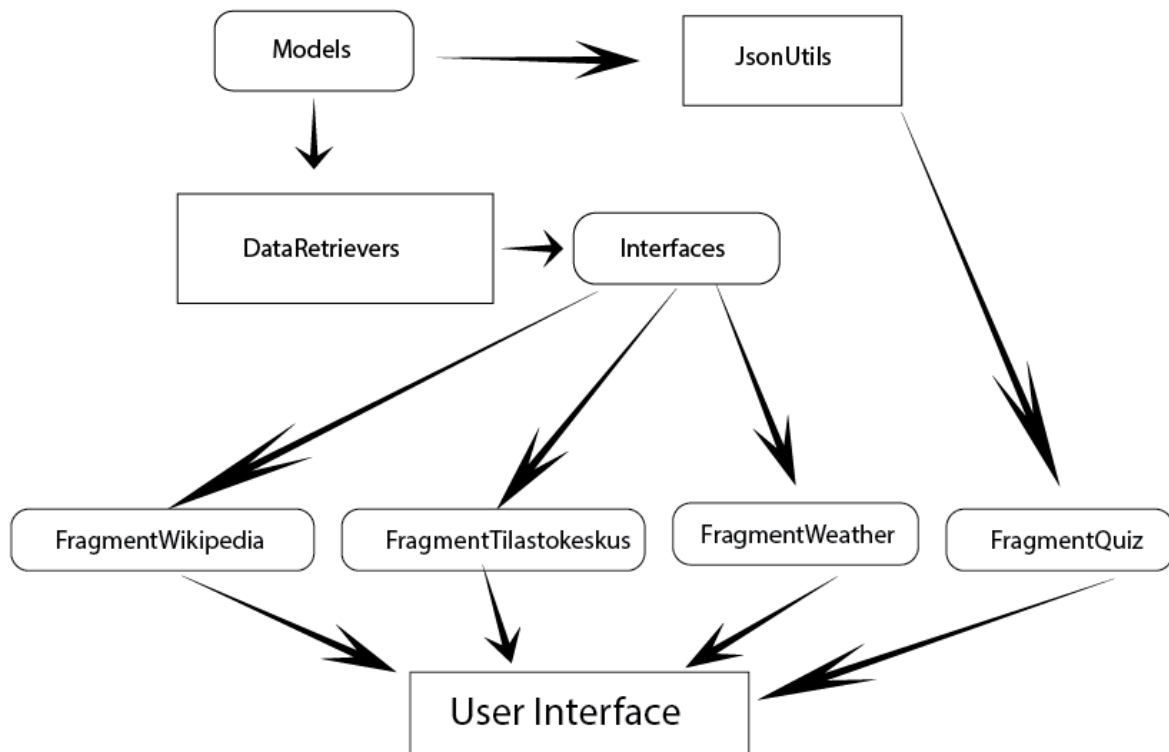 Models
JsonUtils
DataRetrievers
Interfaces
FragmentWikipedia
FragmentTilastokeskus
FragmentWeather
FragmentQuiz
User Interface